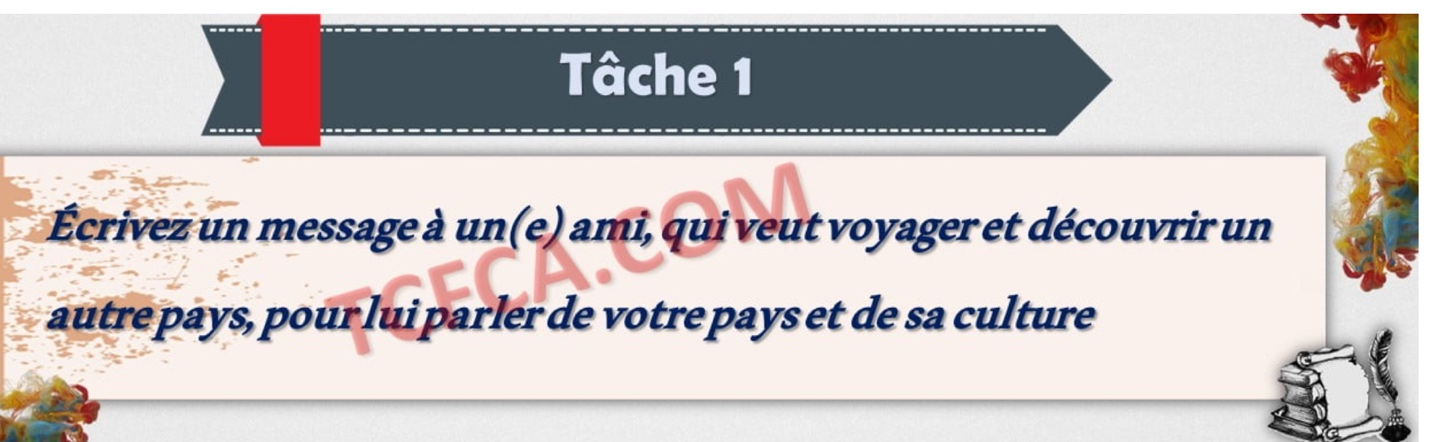 Tâche 1
Écrivez un message à un(e) ami, qui veut voyager et découvrir un
autre pays, pour lui parler de votre pays et de sa culture
TCFCA.COM